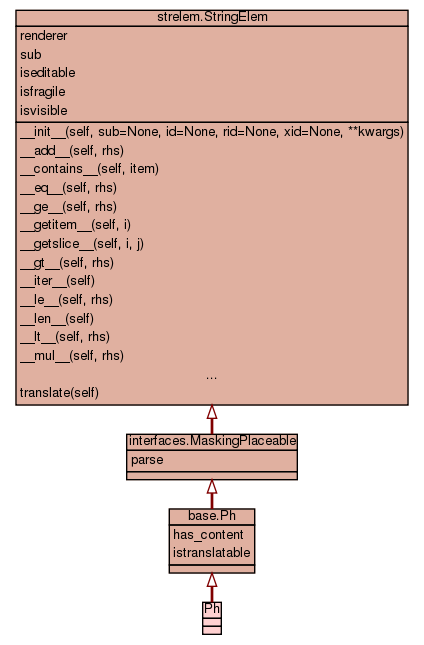 strelem.StringElem
renderer
sub
iseditable
isfragile
isvisible
__init__(self, sub=None, id=None, rid=None, xid=None, **kwargs)
__add__(self, rhs)
__contains__(self, item)
__eq__(self, rhs)
__ge__(self, rhs)
__getitem__(self, i)
__getslice__(self, i, j)
__gt__(self, rhs)
__iter__(self)
__le__(self, rhs)
__len__(self)
__lt__(self, rhs)
__mul__(self, rhs)
...
translate(self)
interfaces.MaskingPlaceable
parse
base.Ph
has_content
istranslatable
Ph